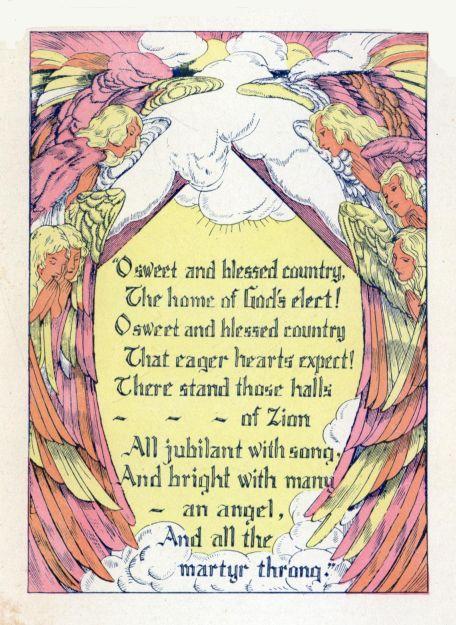 "O sweet and blessed country,
The home of God's elect!
O sweet and blessed country
That eager hearts expect!
There stand those halls
~ ~ ~ of Zion
All jubilant with song,
And bright with many
~ an angel,
And all the
martyr throng."